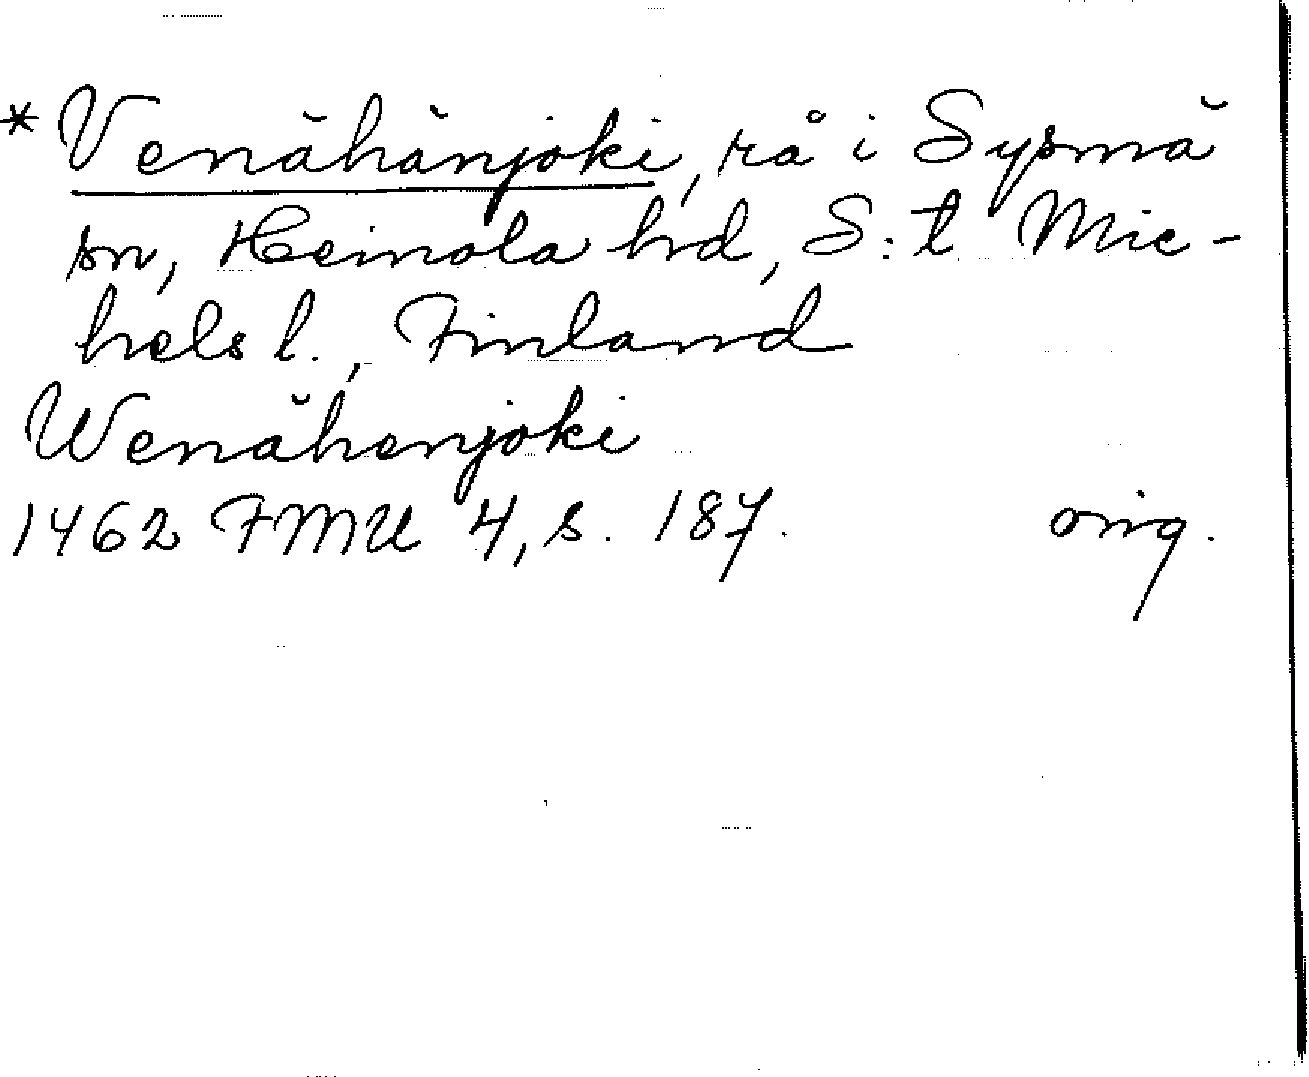 * Venähänjoki, rå i Sysmä
sn, Heinola hd, S:t Mic-
hels l., Finland
Wenähenjoki
1462 FMU 4, s. 187. orig.